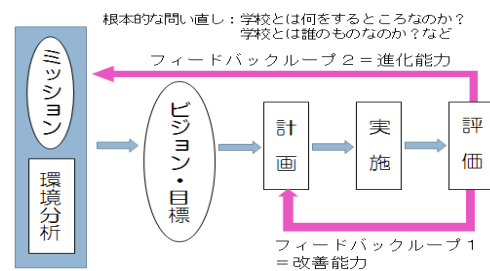 根本的な問い直し：学校とは何をするところなのか？
学校とは誰のものなのか？など
フィードバックループ２＝進化能力
ミッション
環境分析
ビジョン・目標
計画
実施
評価
フィードバックループ１
＝改善能力